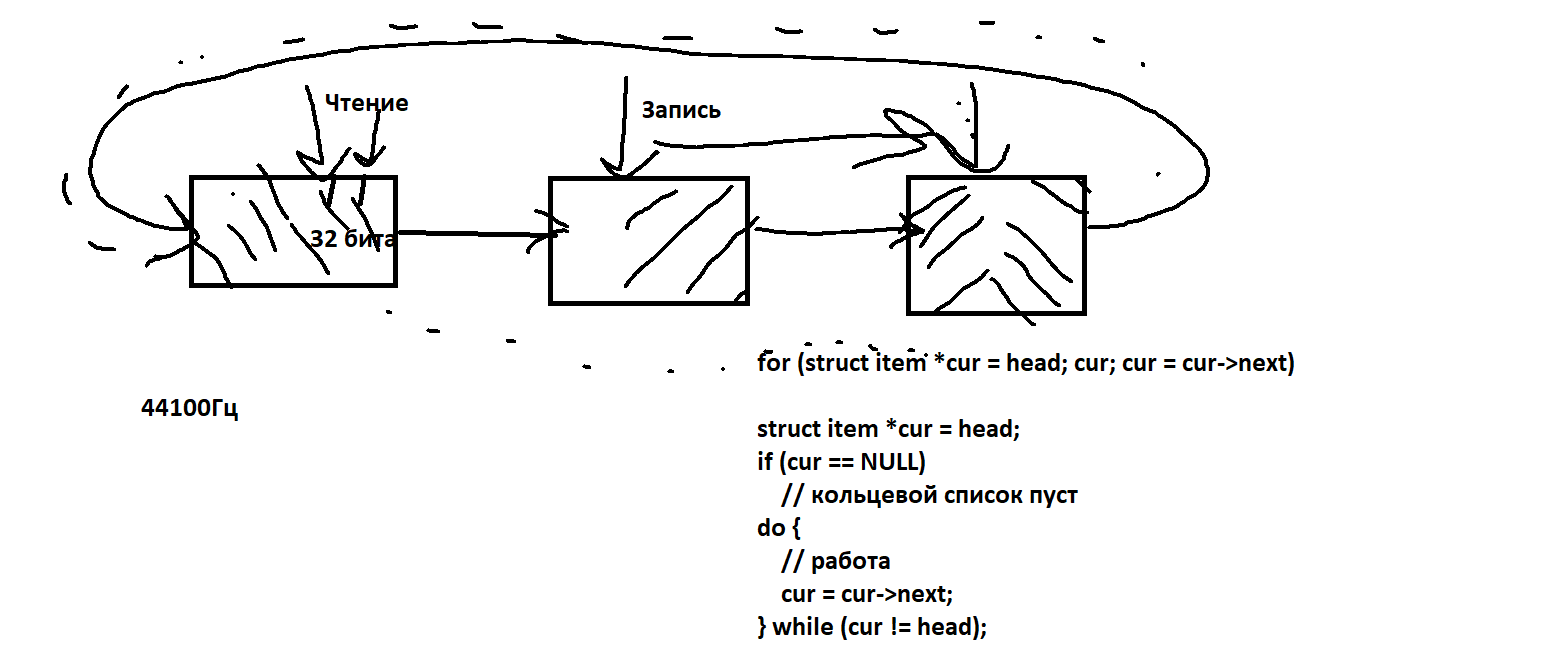 Чтение
Запись
32 бита
for (struct item *cur = head; cur; cur = cur->next)
44100Гц
struct item *cur = head;
if (cur == NULL)
// кольцевой список пуст
do {
// работа
cur = cur->next;
} while (cur != head);